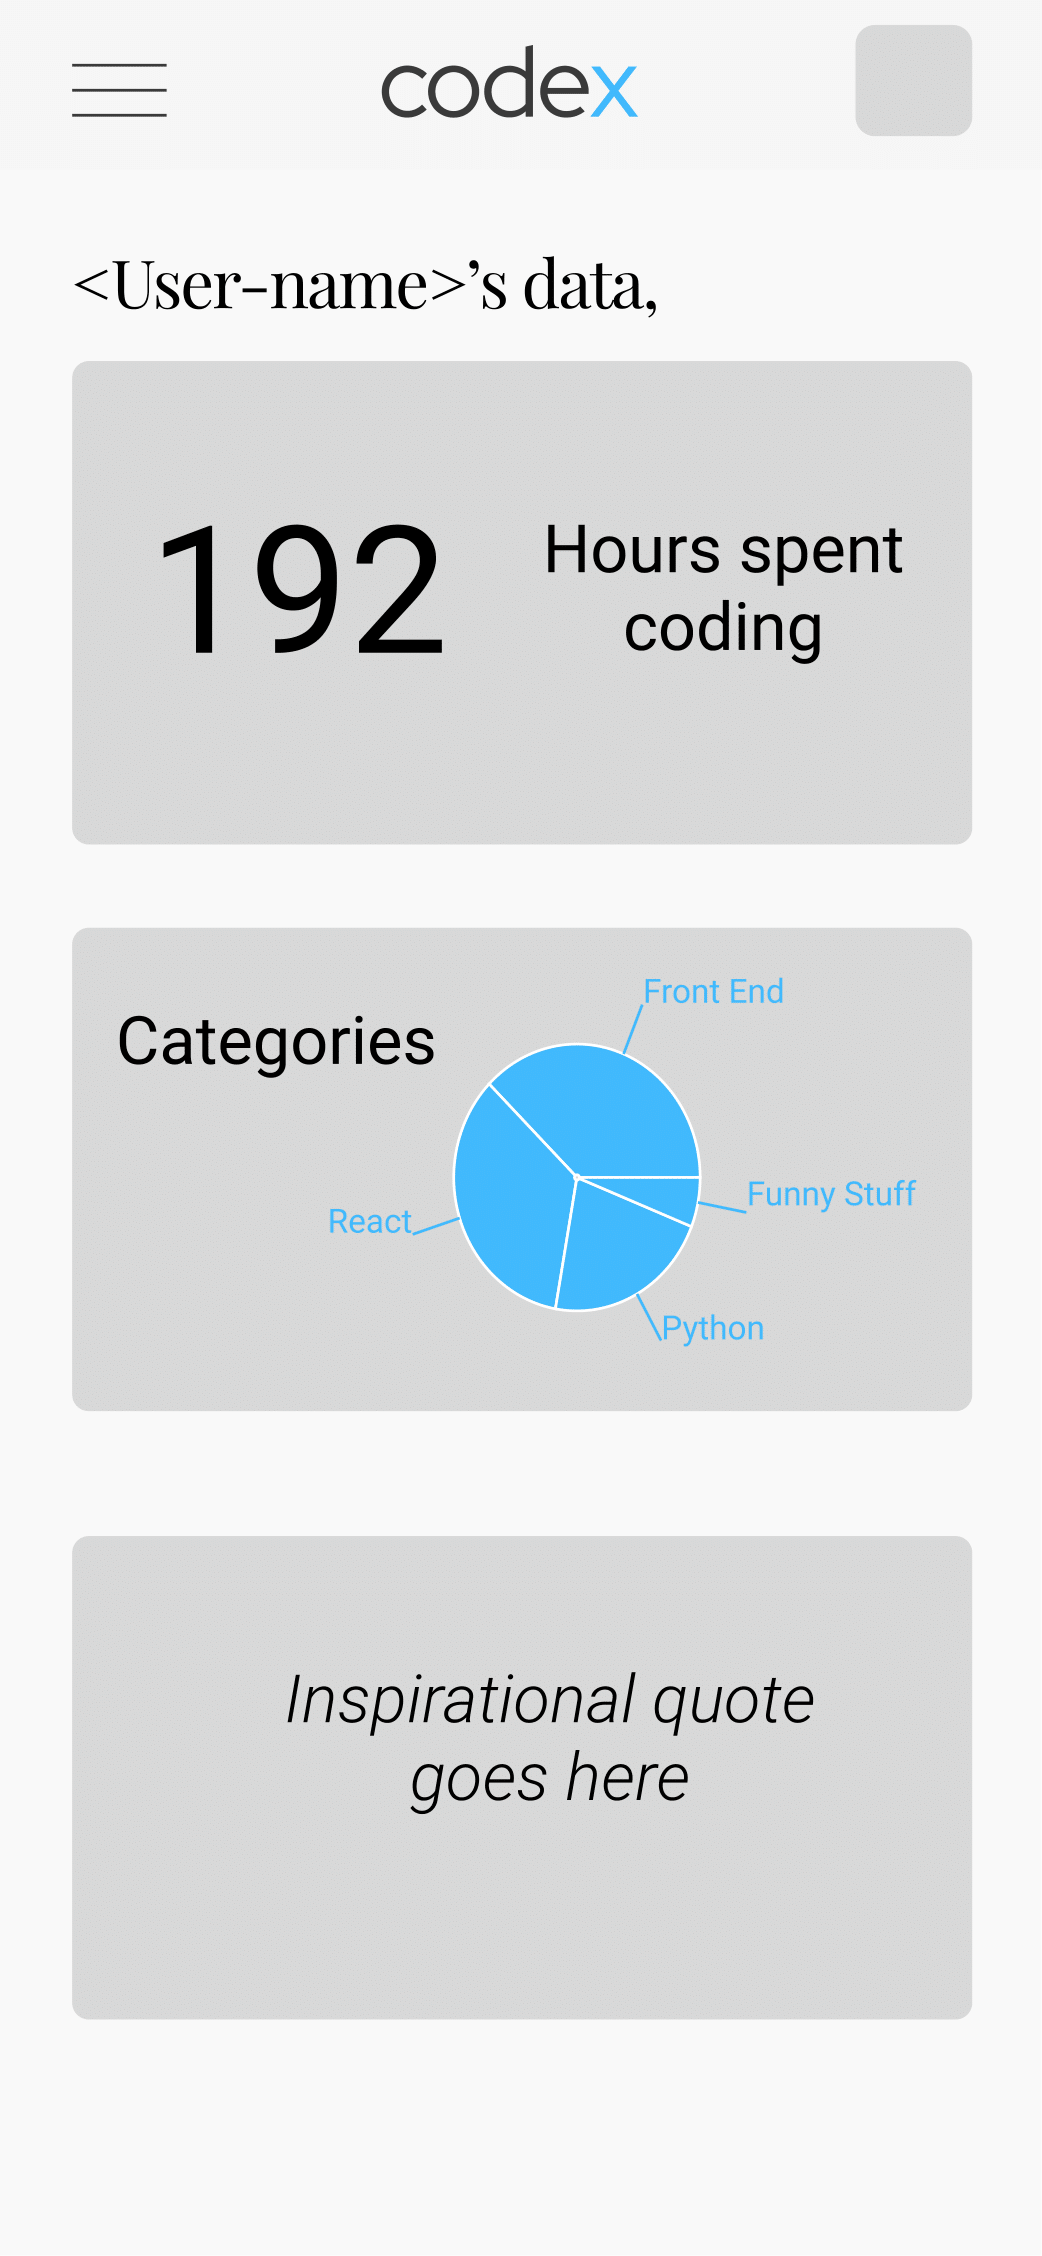 codex
<User-name>’s data,
192
Hours spent
coding
Categories
Front End
Funny Stuff
React
Python
Inspirational quote
goes here